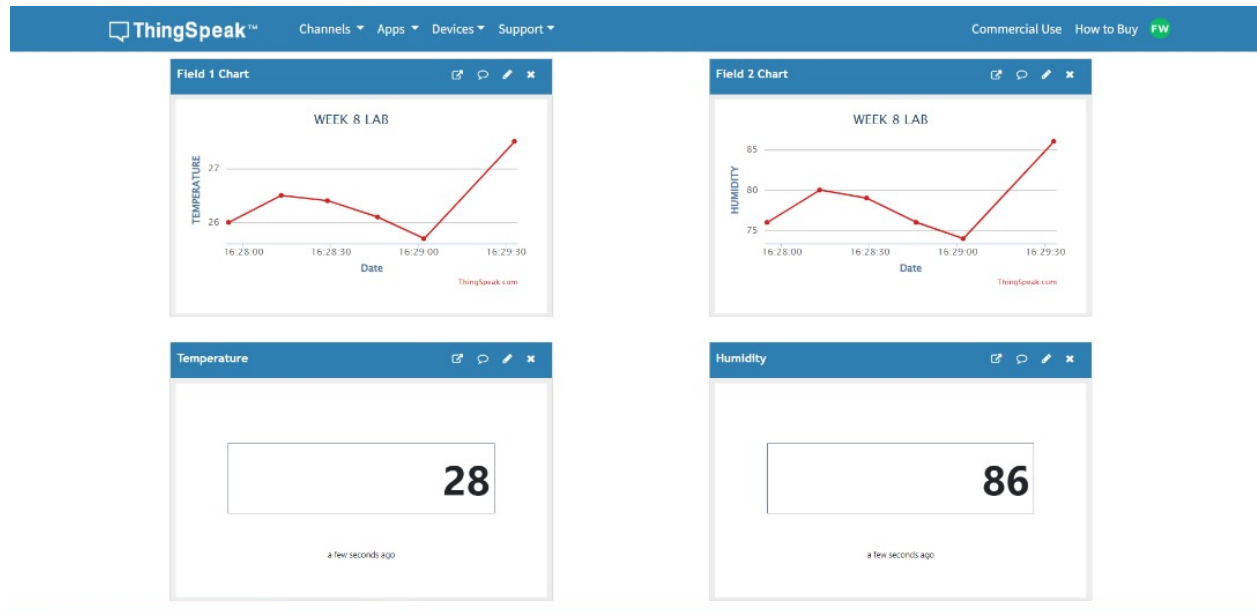 ThingSpeak™ Channels Apps Devices Support Commercial Use How to Buy FW
Field 1 Chart
WEEK 8 LAB
TEMPERATURE
27
26
16:28:00 16:28:30 16:29:00 16:29:30
Date
ThingSpeak.com
Field 2 Chart
WEEK 8 LAB
HUMIDITY
85
80
75
16:28:00 16:28:30 16:29:00 16:29:30
Date
ThingSpeak.com
Temperature
28
a few seconds ago
Humidity
86
a few seconds ago